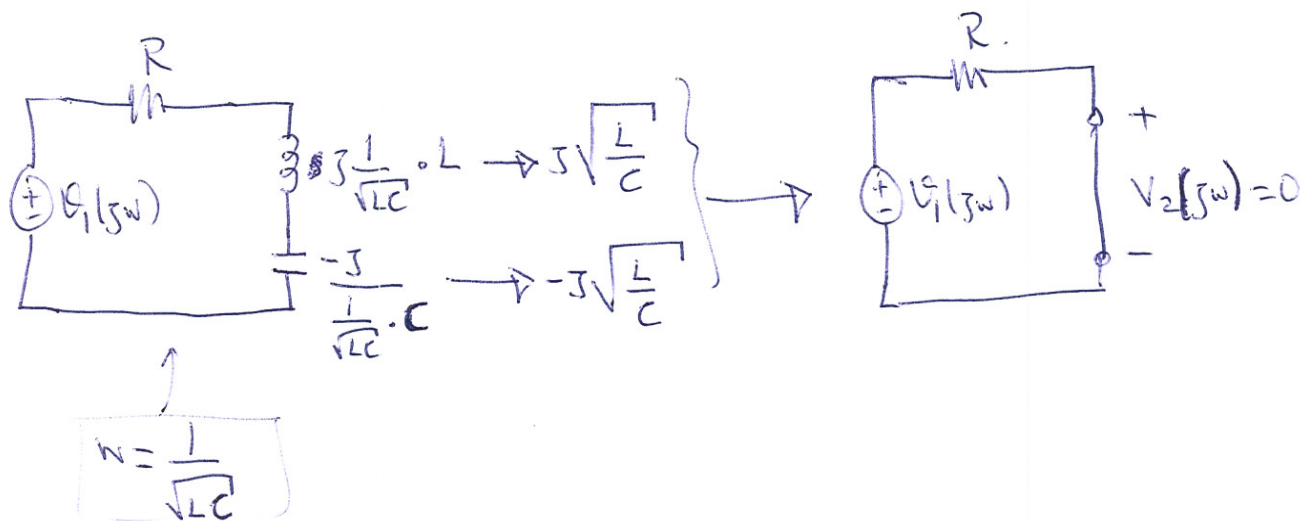 R
R.
j 1/√(LC) · L → j√(L/C)
+
V₁(jω)
V₁(jω)
V₂(jω) = 0
-j / (1/√(LC) · C) → -j√(L/C)
−
ω = 1/√(LC)